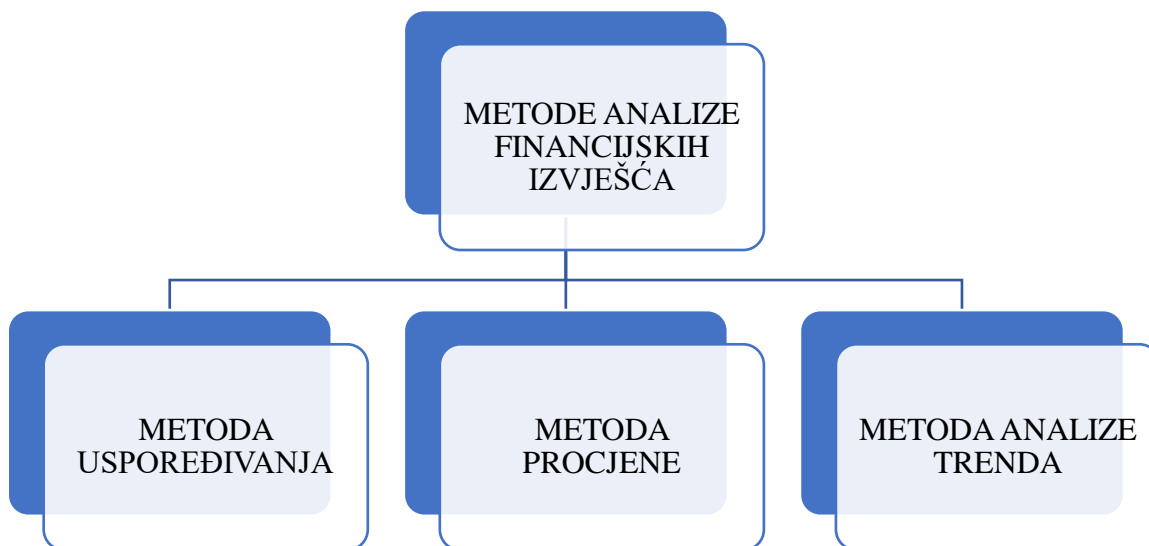 METODE ANALIZE
FINANCIJSKIH
IZVJEŠĆA
METODA
USPOREĐIVANJA
METODA
PROCJENE
METODA ANALIZE
TRENDA